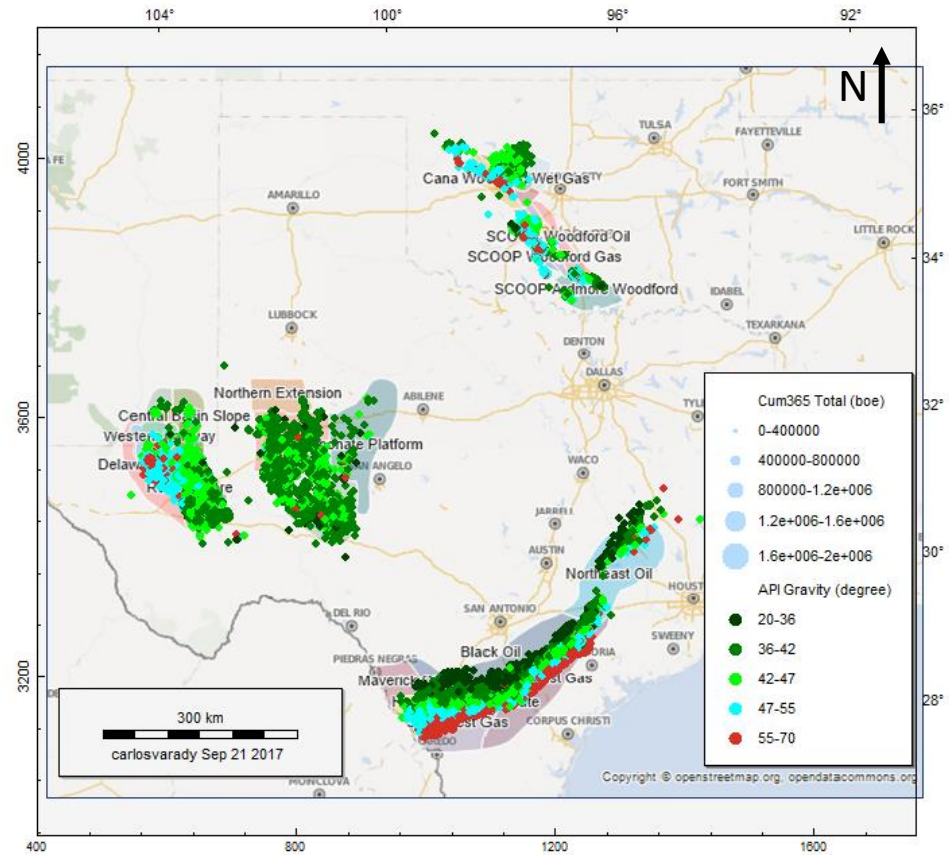 104° 100° 96° 92°
N
36°
TULSA
FAYETTEVILLE
4000
Cana Wo Wet Gas
FORT SMITH
AMARILLO
LITTLE ROCK
SCOOP Woodford Oil
34°
SCOOP Woodford Gas
SCOOP Ardmore Woodford
IDABEL
LUBBOCK
TEXARKANA
DENTON
DALLAS
Northern Extension
ABILENE
32°
3600
Central Basin Slope
Platform
SAN ANGELO
WACO
JARRELL
AUSTIN
30°
Northeast Oil
SAN ANTONIO
DEL RIO
SWEENY
Black Oil
PIEDRAS NEGRAS
3200
28°
CORPUS CHRISTI
MONCLOVA
Cum365 Total (boe)
0-400000
400000-800000
800000-1.2e+006
1.2e+006-1.6e+006
1.6e+006-2e+006
API Gravity (degree)
20-36
36-42
42-47
47-55
55-70
300 km
carlosvarady Sep 21 2017
Copyright © openstreetmap.org, opendatacommons.org
400 800 1200 1600